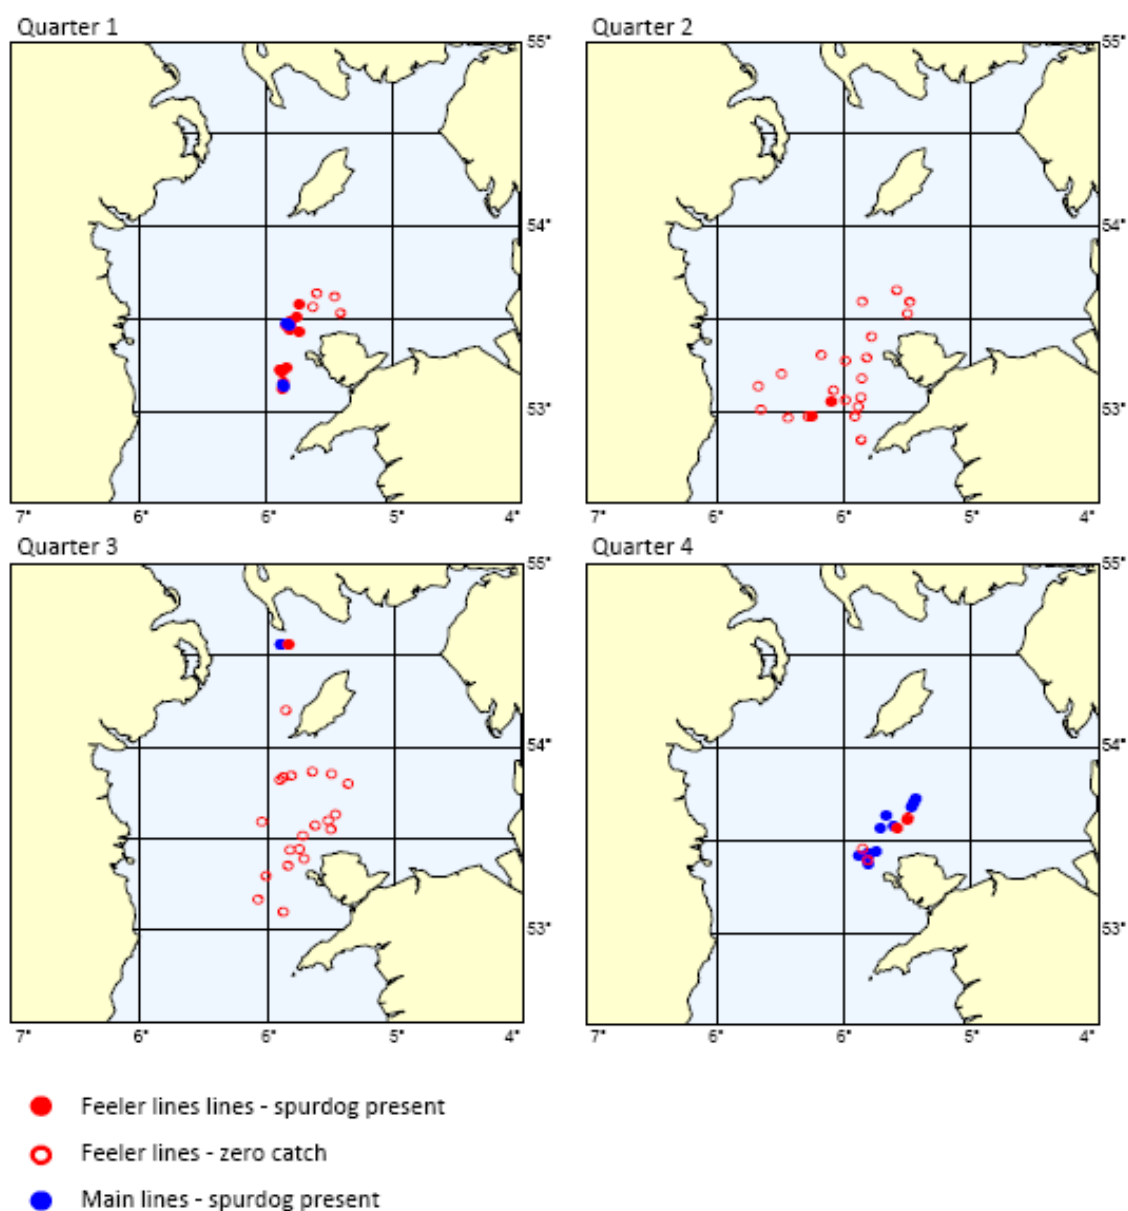 Quarter 1
55°
54°
53°
7° 6° 6° 5° 4°
Quarter 2
55°
54°
53°
7° 6° 6° 5° 4°
Quarter 3
55°
54°
53°
7° 6° 6° 5° 4°
Quarter 4
55°
54°
53°
7° 6° 6° 5° 4°
Feeler lines lines - spurdog present
Feeler lines - zero catch
Main lines - spurdog present